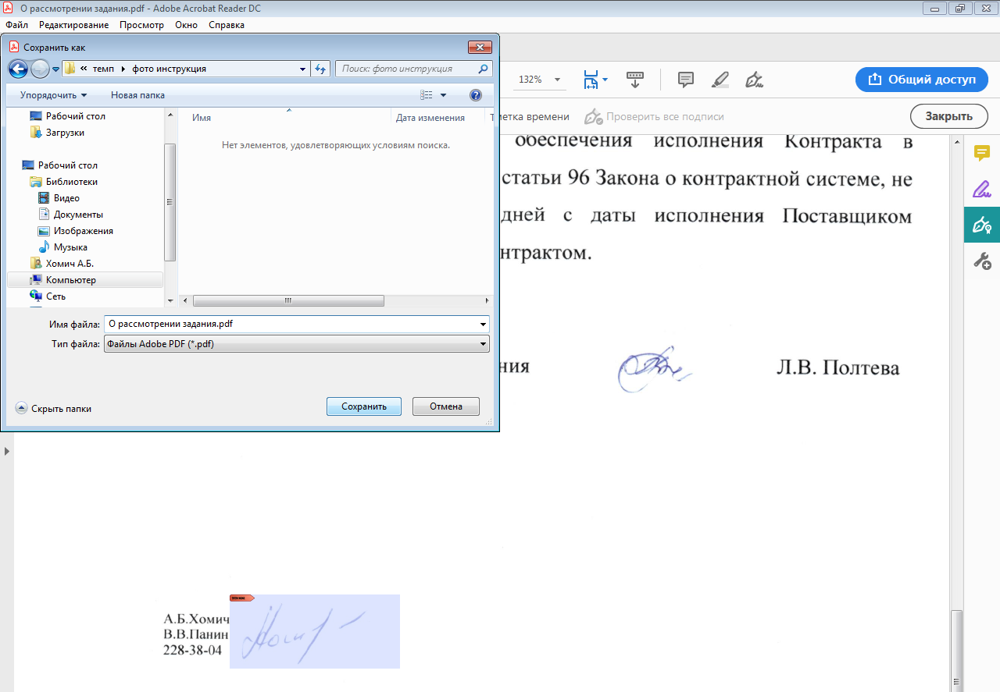 О рассмотрении задания.pdf - Adobe Acrobat Reader DC
Файл Редактирование Просмотр Окно Справка
Сохранить как
« темп фото инструкция
Поиск: фото инструкция
Упорядочить Новая папка
Рабочий стол
Загрузки
Рабочий стол
Библиотеки
Видео
Документы
Изображения
Музыка
Хомич А.Б.
Компьютер
Сеть
Имя Дата изменения Т
Нет элементов, удовлетворяющих условиям поиска.
Имя файла: О рассмотрении задания.pdf
Тип файла: Файлы Adobe PDF (*.pdf)
Скрыть папки
Сохранить Отмена
132%
Общий доступ
метка времени Проверить все подписи
Закрыть
обеспечения исполнения Контракта в
статьи 96 Закона о контрактной системе, не
дней с даты исполнения Поставщиком
нтрактом.
ния Л.В. Полтева
А.Б.Хомич
В.В.Панин
228-38-04